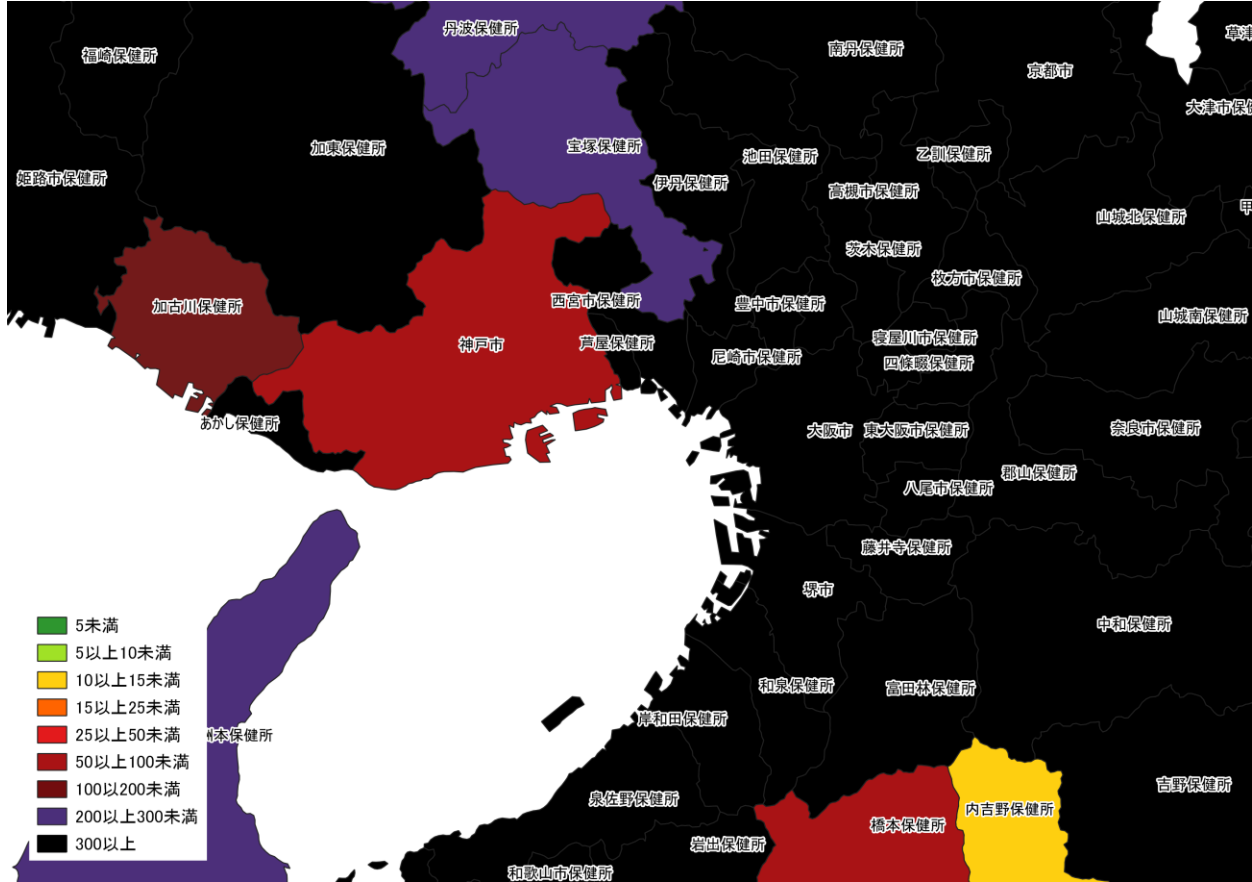 丹波保健所
草津
福崎保健所
南丹保健所
京都市
大津市保健
加東保健所
宝塚保健所
池田保健所
乙訓保健所
姫路市保健所
伊丹保健所
高槻市保健所
山城北保健所
甲
茨木保健所
枚方市保健所
加古川保健所
西宮市保健所
豊中市保健所
山城南保健所
神戸市
芦屋保健所
寝屋川市保健所
尼崎市保健所
四條畷保健所
あかし保健所
大阪市
東大阪市保健所
奈良市保健所
郡山保健所
八尾市保健所
藤井寺保健所
堺市
中和保健所
和泉保健所
富田林保健所
岸和田保健所
本保健所
泉佐野保健所
吉野保健所
内吉野保健所
橋本保健所
岩出保健所
和歌山市保健所
5未満
5以上10未満
10以上15未満
15以上25未満
25以上50未満
50以上100未満
100以200未満
200以上300未満
300以上